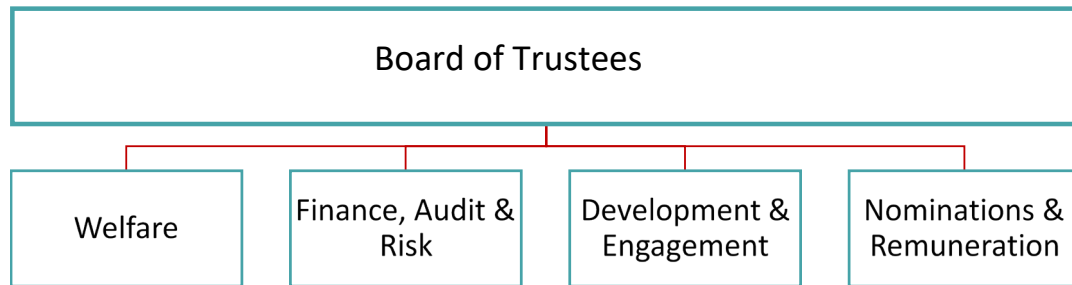 Board of Trustees
Welfare
Finance, Audit &
Risk
Development &
Engagement
Nominations &
Remuneration